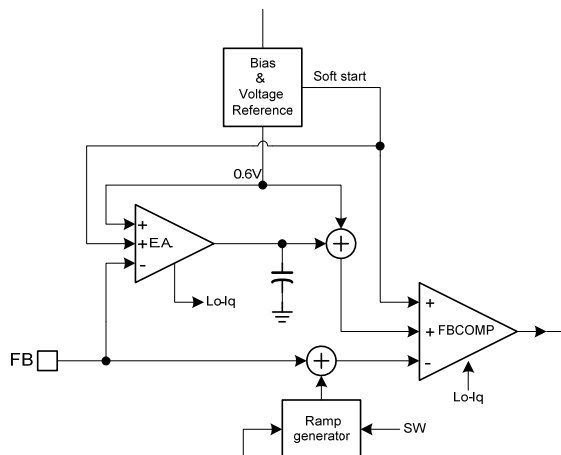 Bias
&
Voltage
Reference
Soft start
0.6V
+
+ E.A.
-
+
Lo-Iq
+
+ FBCOMP
-
FB
+
Lo-Iq
Ramp
generator
SW